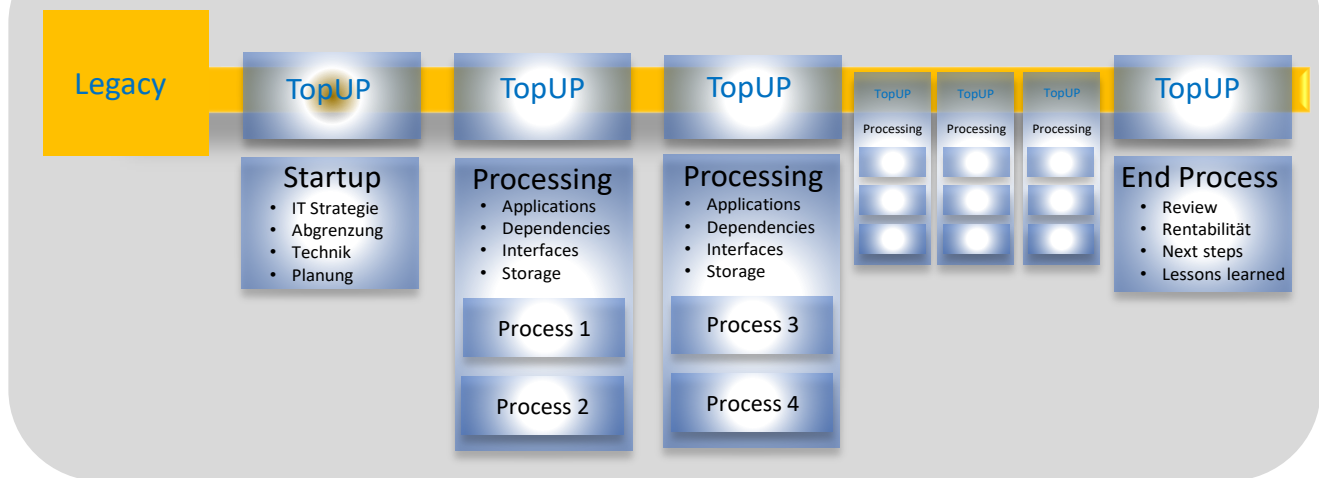 Legacy
TopUP
Startup
• IT Strategie
• Abgrenzung
• Technik
• Planung
TopUP
Processing
• Applications
• Dependencies
• Interfaces
• Storage
Process 1
Process 2
TopUP
Processing
• Applications
• Dependencies
• Interfaces
• Storage
Process 3
Process 4
TopUP
Processing
TopUP
Processing
TopUP
Processing
TopUP
End Process
• Review
• Rentabilität
• Next steps
• Lessons learned